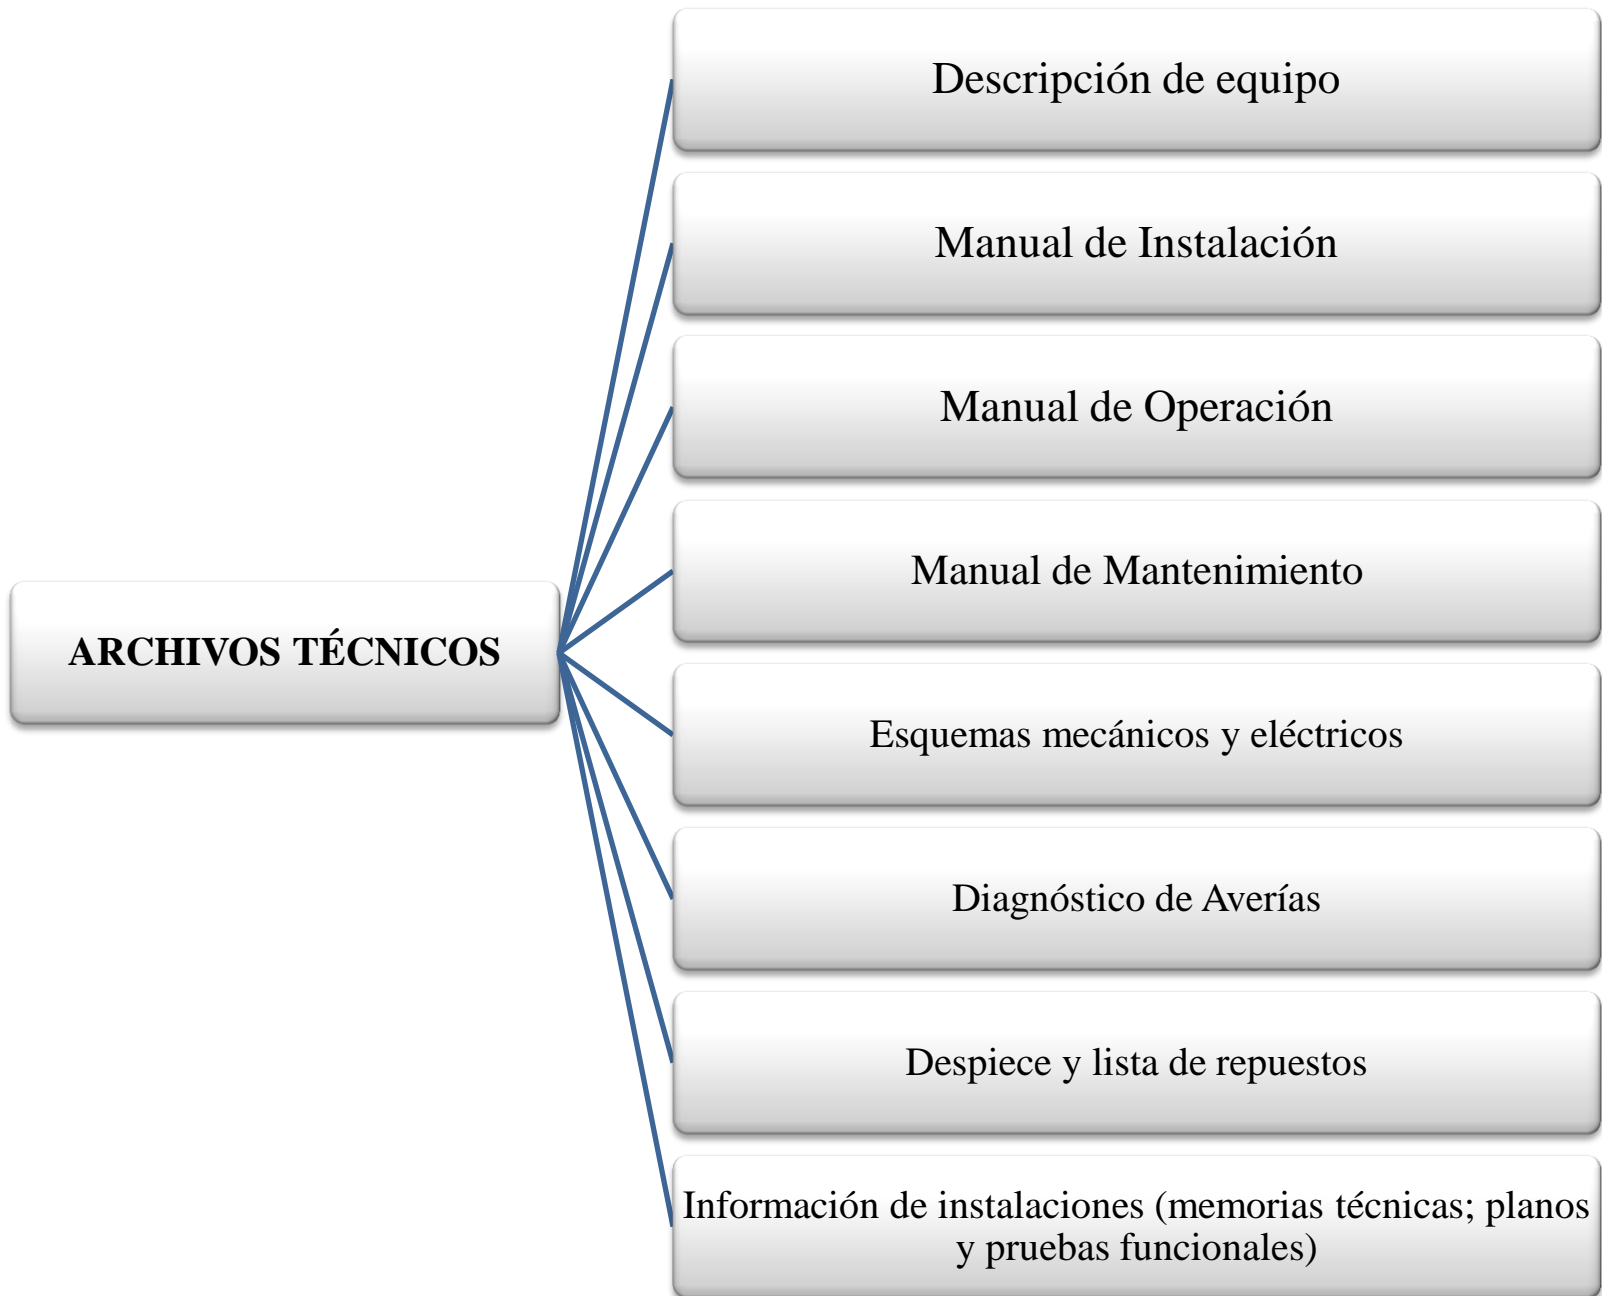 ARCHIVOS TÉCNICOS
Descripción de equipo
Manual de Instalación
Manual de Operación
Manual de Mantenimiento
Esquemas mecánicos y eléctricos
Diagnóstico de Averías
Despiece y lista de repuestos
Información de instalaciones (memorias técnicas; planos
y pruebas funcionales)